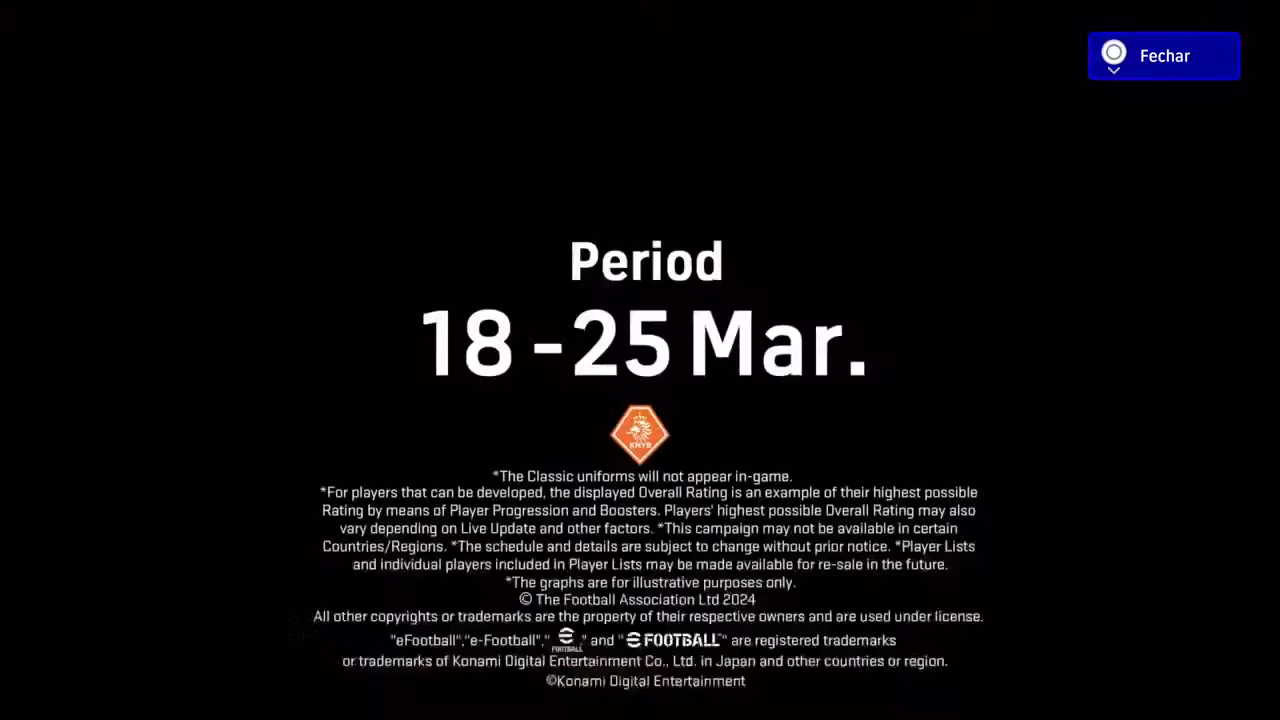 Fechar
Period
18 - 25 Mar.
KNVB
*The Classic uniforms will not appear in-game.
*For players that can be developed, the displayed Overall Rating is an example of their highest possible
Rating by means of Player Progression and Boosters. Players' highest possible Overall Rating may also
vary depending on Live Update and other factors. *This campaign may not be available in certain
Countries/Regions. *The schedule and details are subject to change without prior notice. *Player Lists
and individual players included in Player Lists may be made available for re-sale in the future.
*The graphs are for illustrative purposes only.
© The Football Association Ltd 2024
All other copyrights or trademarks are the property of their respective owners and are used under license.
"eFootball","e-Football"," FOOTBALL " and " FOOTBALL™" are registered trademarks
or trademarks of Konami Digital Entertainment Co., Ltd. in Japan and other countries or region.
©Konami Digital Entertainment